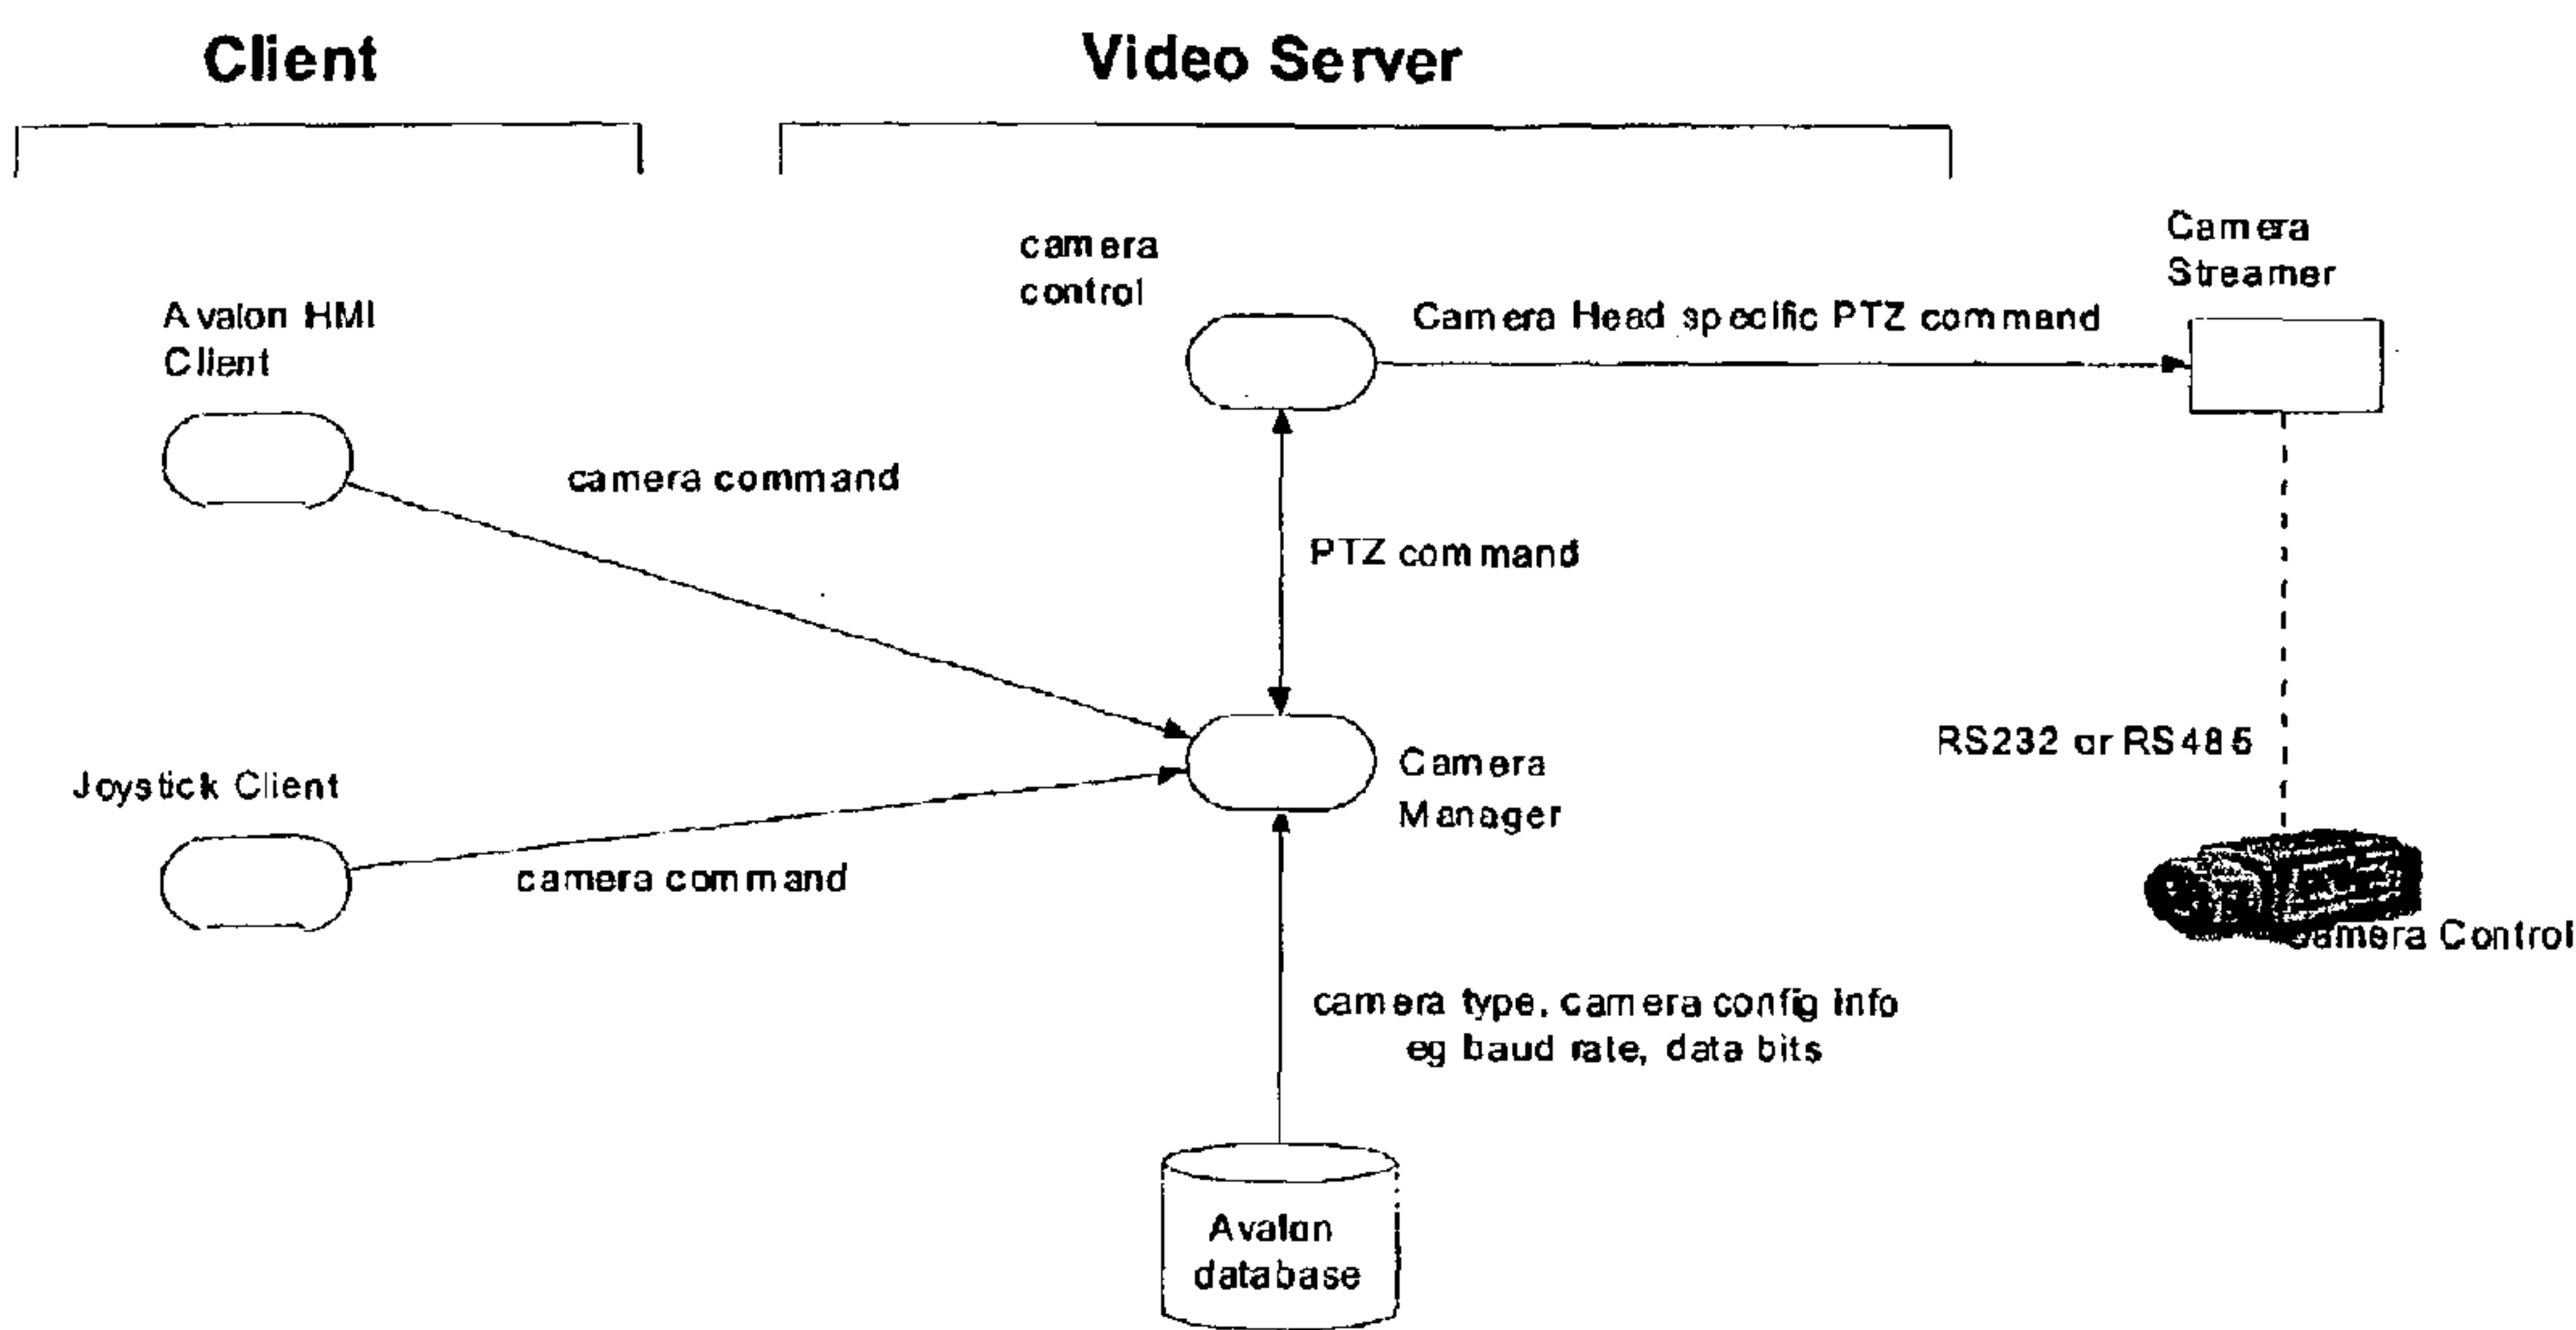 Client
Video Server
camera
control
Camera
Streamer
Avalon HMI
Client
Camera Head specific PTZ command
camera command
PTZ command
RS232 or RS485
Camera
Manager
Joystick Client
camera command
Camera Control
camera type, camera config info
eg baud rate, data bits
Avalon
database